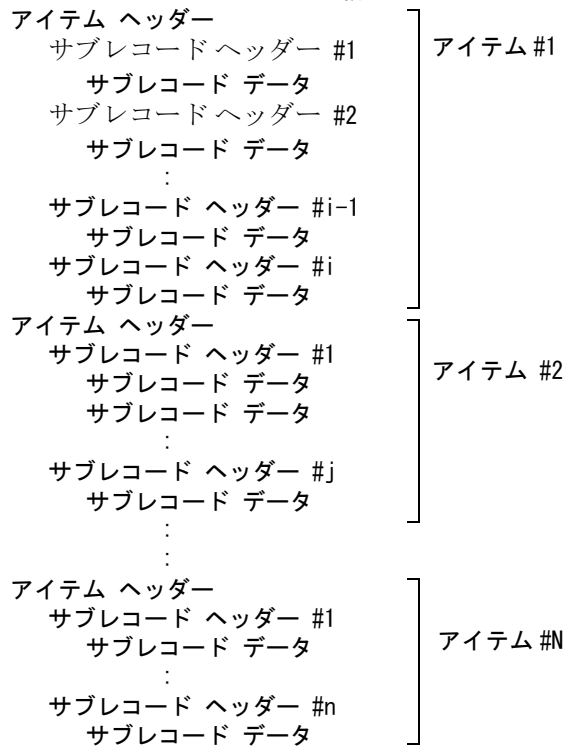 アイテム ヘッダー
サブレコード ヘッダー #1
アイテム #1
サブレコード データ
サブレコード ヘッダー #2
サブレコード データ
:
サブレコード ヘッダー #i-1
サブレコード データ
サブレコード ヘッダー #i
サブレコード データ
アイテム ヘッダー
サブレコード ヘッダー #1
アイテム #2
サブレコード データ
サブレコード データ
:
サブレコード ヘッダー #j
サブレコード データ
:
:
アイテム ヘッダー
サブレコード ヘッダー #1
アイテム #N
サブレコード データ
:
サブレコード ヘッダー #n
サブレコード データ